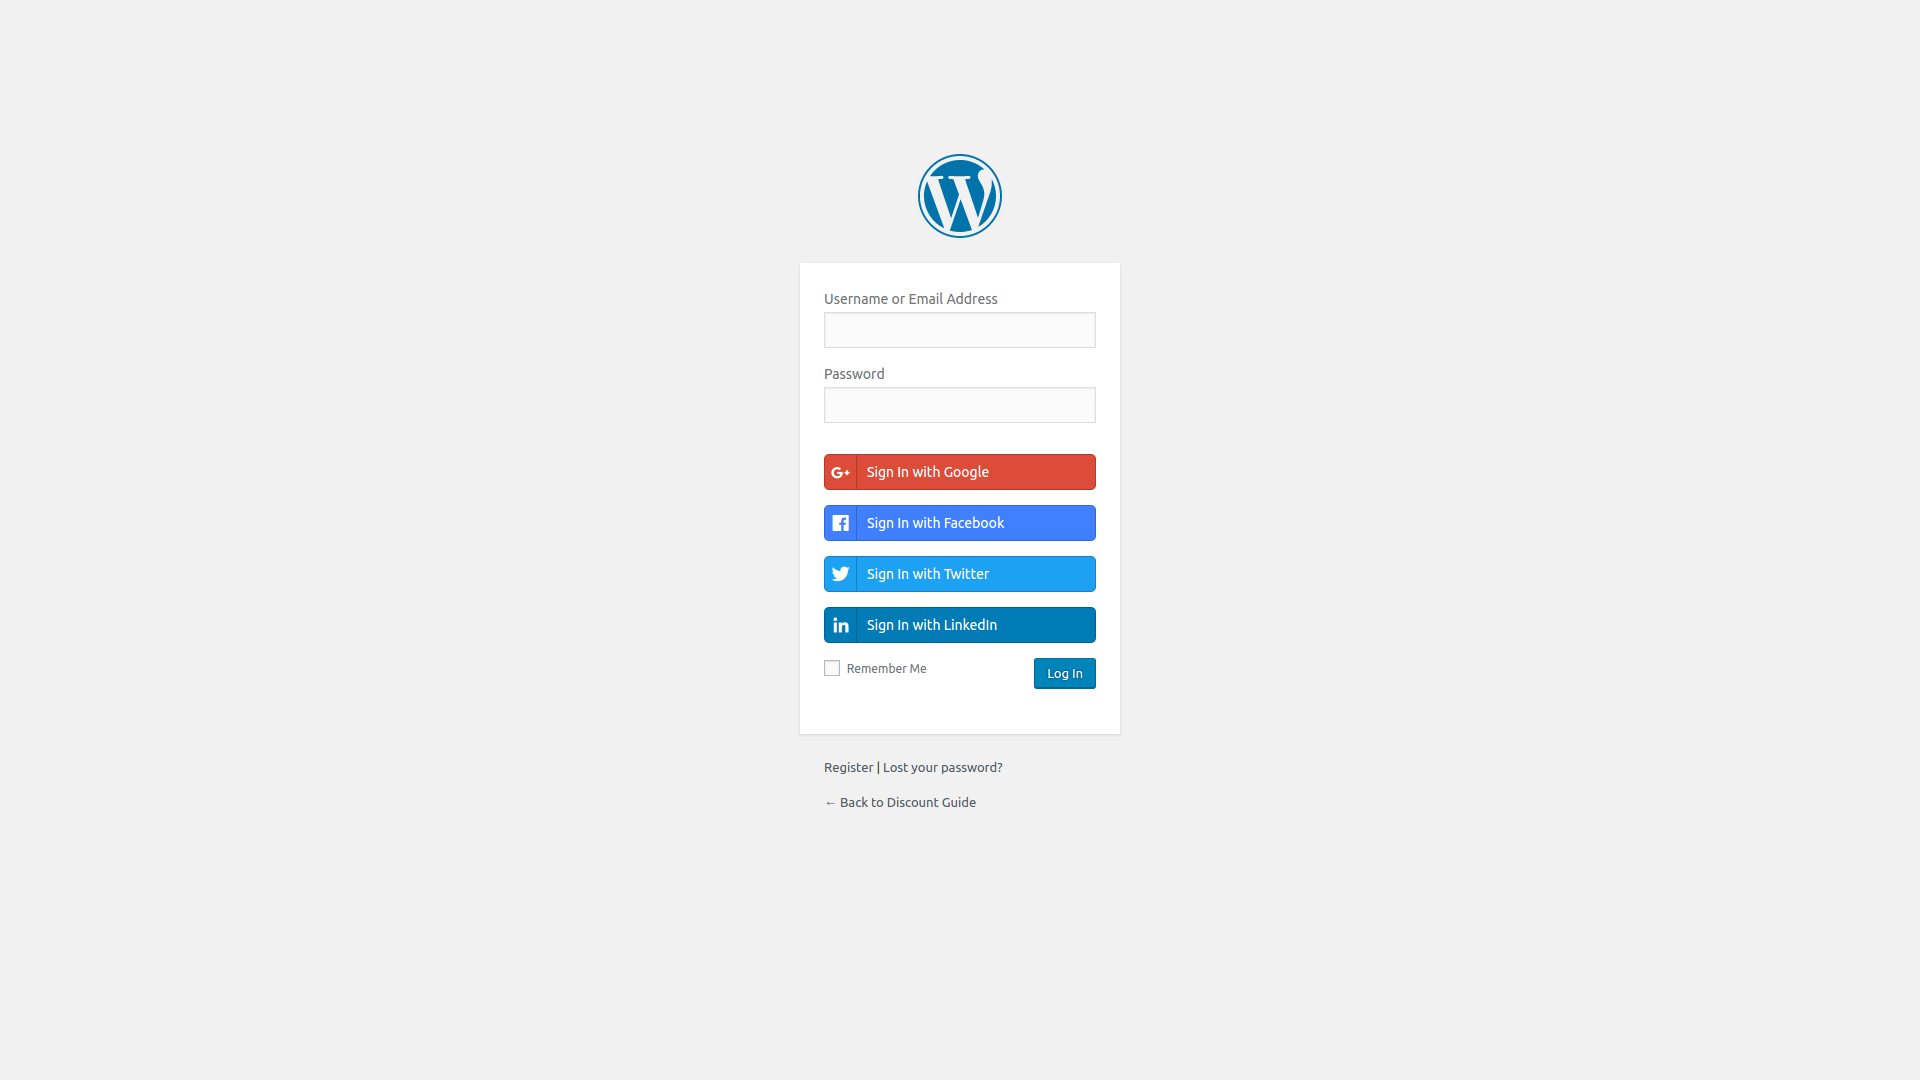 Username or Email Address
Password
Sign In with Google
Sign In with Facebook
Sign In with Twitter
Sign In with LinkedIn
Remember Me
Log In
Register | Lost your password?
← Back to Discount Guide